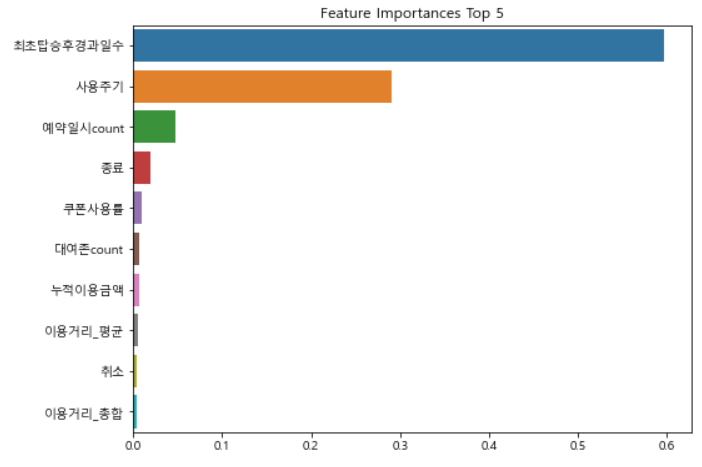 Feature Importances Top 5
최초탑승후경과일수
사용주기
예약일시count
종료
쿠폰사용률
대여존count
누적이용금액
이용거리_평균
취소
이용거리_총합
0.0 0.1 0.2 0.3 0.4 0.5 0.6